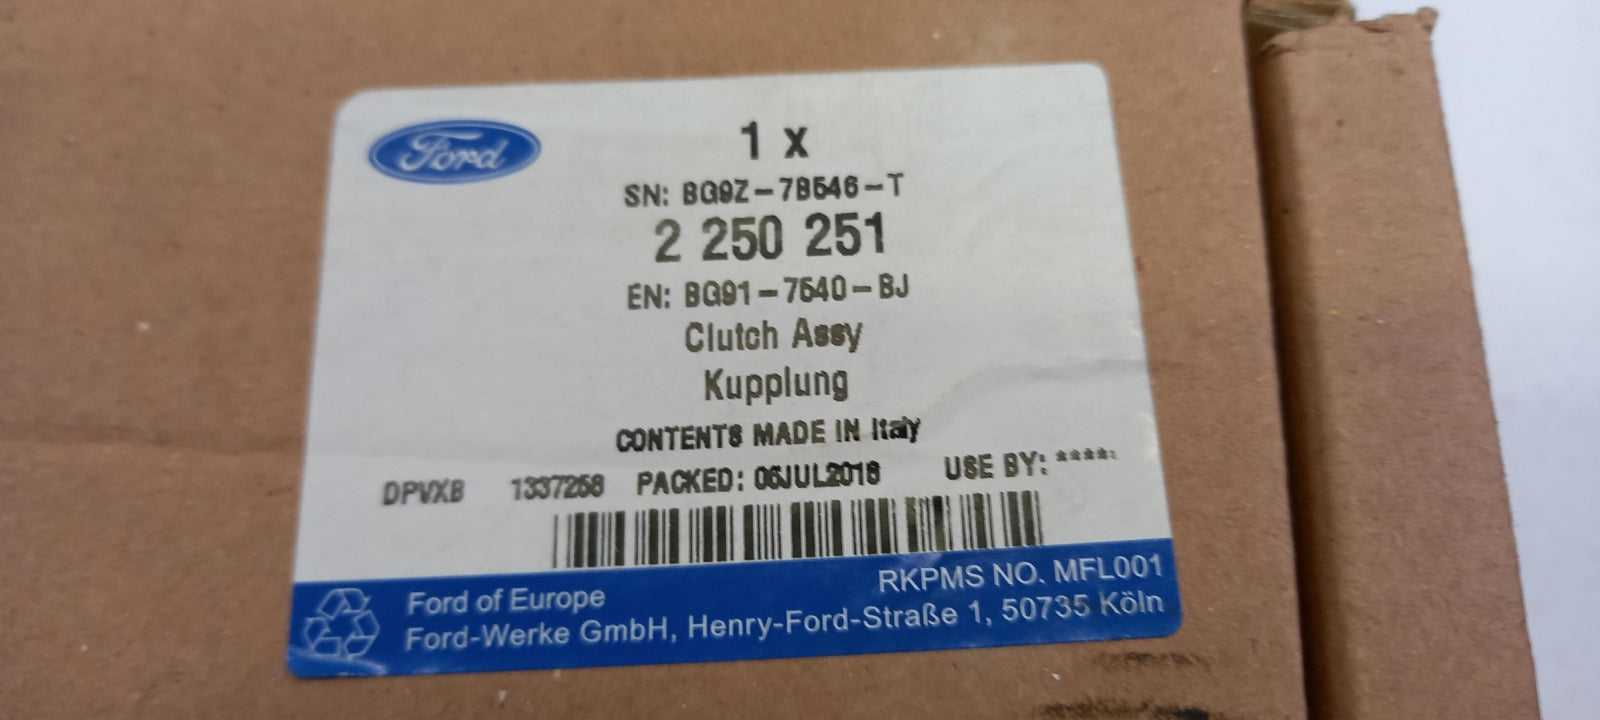 Ford
1 x
SN: BG9Z-7B546-T
2 250 251
EN: BG91-7540-BJ
Clutch Assy
Kupplung
CONTENTS MADE IN Italy
DPVXB 1337258 PACKED: USE BY: ****
RKPMS NO. MFL001
Ford of Europe
Ford-Werke GmbH, Henry-Ford-Straße 1, 50735 Köln